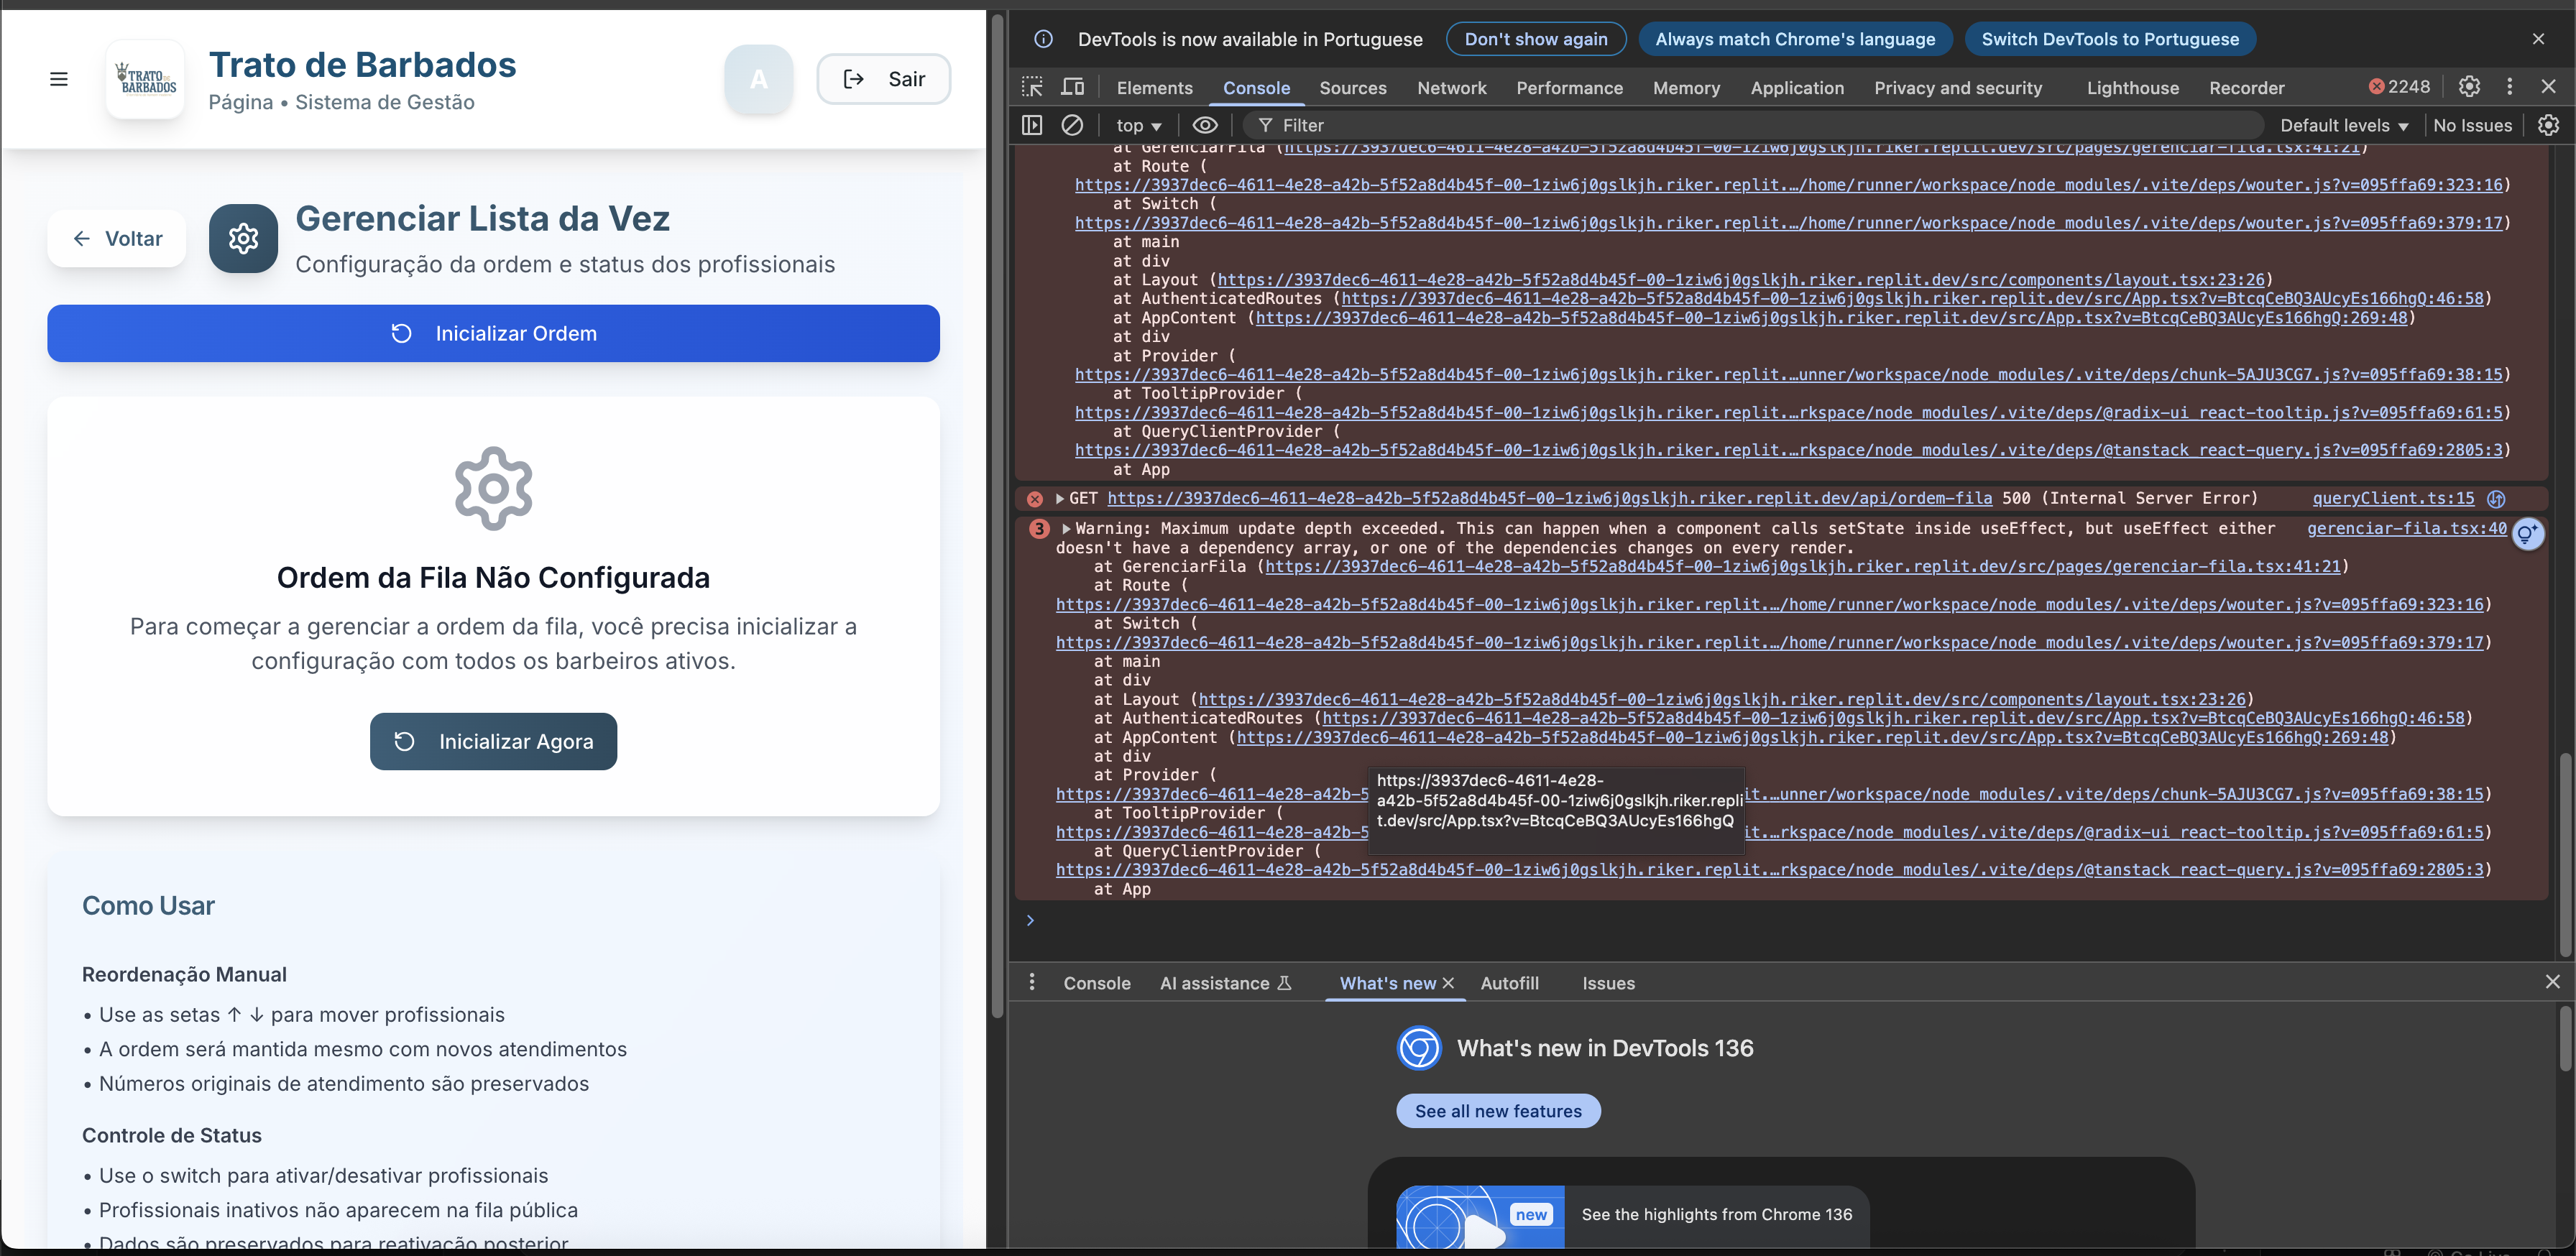 Trato de Barbados
Página • Sistema de Gestão
TRATO DE
BARBADOS
A
Sair
Voltar
Gerenciar Lista da Vez
Configuração da ordem e status dos profissionais
Inicializar Ordem
Ordem da Fila Não Configurada
Para começar a gerenciar a ordem da fila, você precisa inicializar a
configuração com todos os barbeiros ativos.
Inicializar Agora
Como Usar
Reordenação Manual
• Use as setas ↑ ↓ para mover profissionais
• A ordem será mantida mesmo com novos atendimentos
• Números originais de atendimento são preservados
Controle de Status
• Use o switch para ativar/desativar profissionais
• Profissionais inativos não aparecem na fila pública
• Dados são preservados para reativação posterior
DevTools is now available in Portuguese
Don't show again
Always match Chrome's language
Switch DevTools to Portuguese
Elements Console Sources Network Performance Memory Application Privacy and security Lighthouse Recorder 2248
top Filter Default levels No Issues
at GerenciarFila (https://3937dec6-4611-4e28-a42b-5f52a8d4b45f-00-1ziw6j0gslkjh.riker.replit.dev/src/pages/gerenciar-fila.tsx:41:21)
at Route (
https://3937dec6-4611-4e28-a42b-5f52a8d4b45f-00-1ziw6j0gslkjh.riker.replit.…/home/runner/workspace/node_modules/.vite/deps/wouter.js?v=095ffa69:323:16)
at Switch (
https://3937dec6-4611-4e28-a42b-5f52a8d4b45f-00-1ziw6j0gslkjh.riker.replit.…/home/runner/workspace/node_modules/.vite/deps/wouter.js?v=095ffa69:379:17)
at main
at div
at Layout (https://3937dec6-4611-4e28-a42b-5f52a8d4b45f-00-1ziw6j0gslkjh.riker.replit.dev/src/components/layout.tsx:23:26)
at AuthenticatedRoutes (https://3937dec6-4611-4e28-a42b-5f52a8d4b45f-00-1ziw6j0gslkjh.riker.replit.dev/src/App.tsx?v=BtcqCeBQ3AUcyEs166hgQ:46:58)
at AppContent (https://3937dec6-4611-4e28-a42b-5f52a8d4b45f-00-1ziw6j0gslkjh.riker.replit.dev/src/App.tsx?v=BtcqCeBQ3AUcyEs166hgQ:269:48)
at div
at Provider (
https://3937dec6-4611-4e28-a42b-5f52a8d4b45f-00-1ziw6j0gslkjh.riker.replit.…unner/workspace/node_modules/.vite/deps/chunk-5AJU3CG7.js?v=095ffa69:38:15)
at TooltipProvider (
https://3937dec6-4611-4e28-a42b-5f52a8d4b45f-00-1ziw6j0gslkjh.riker.replit.…rkspace/node_modules/.vite/deps/@radix-ui_react-tooltip.js?v=095ffa69:61:5)
at QueryClientProvider (
https://3937dec6-4611-4e28-a42b-5f52a8d4b45f-00-1ziw6j0gslkjh.riker.replit.…rkspace/node_modules/.vite/deps/@tanstack_react-query.js?v=095ffa69:2805:3)
at App
GET https://3937dec6-4611-4e28-a42b-5f52a8d4b45f-00-1ziw6j0gslkjh.riker.replit.dev/api/ordem-fila 500 (Internal Server Error) queryClient.ts:15
3 Warning: Maximum update depth exceeded. This can happen when a component calls setState inside useEffect, but useEffect either gerenciar-fila.tsx:40
doesn't have a dependency array, or one of the dependencies changes on every render.
at GerenciarFila (https://3937dec6-4611-4e28-a42b-5f52a8d4b45f-00-1ziw6j0gslkjh.riker.replit.dev/src/pages/gerenciar-fila.tsx:41:21)
at Route (
https://3937dec6-4611-4e28-a42b-5f52a8d4b45f-00-1ziw6j0gslkjh.riker.replit.…/home/runner/workspace/node_modules/.vite/deps/wouter.js?v=095ffa69:323:16)
at Switch (
https://3937dec6-4611-4e28-a42b-5f52a8d4b45f-00-1ziw6j0gslkjh.riker.replit.…/home/runner/workspace/node_modules/.vite/deps/wouter.js?v=095ffa69:379:17)
at main
at div
at Layout (https://3937dec6-4611-4e28-a42b-5f52a8d4b45f-00-1ziw6j0gslkjh.riker.replit.dev/src/components/layout.tsx:23:26)
at AuthenticatedRoutes (https://3937dec6-4611-4e28-a42b-5f52a8d4b45f-00-1ziw6j0gslkjh.riker.replit.dev/src/App.tsx?v=BtcqCeBQ3AUcyEs166hgQ:46:58)
at AppContent (https://3937dec6-4611-4e28-a42b-5f52a8d4b45f-00-1ziw6j0gslkjh.riker.replit.dev/src/App.tsx?v=BtcqCeBQ3AUcyEs166hgQ:269:48)
at div
at Provider (
https://3937dec6-4611-4e28-a42b-5 it.…unner/workspace/node_modules/.vite/deps/chunk-5AJU3CG7.js?v=095ffa69:38:15)
at TooltipProvider (
https://3937dec6-4611-4e28-a42b-5 it.…rkspace/node_modules/.vite/deps/@radix-ui_react-tooltip.js?v=095ffa69:61:5)
at QueryClientProvider (
https://3937dec6-4611-4e28-a42b-5f52a8d4b45f-00-1ziw6j0gslkjh.riker.replit.…rkspace/node_modules/.vite/deps/@tanstack_react-query.js?v=095ffa69:2805:3)
at App
https://3937dec6-4611-4e28-
a42b-5f52a8d4b45f-00-1ziw6j0gslkjh.riker.repli
t.dev/src/App.tsx?v=BtcqCeBQ3AUcyEs166hgQ
Console AI assistance What's new Autofill Issues
What's new in DevTools 136
See all new features
new
See the highlights from Chrome 136